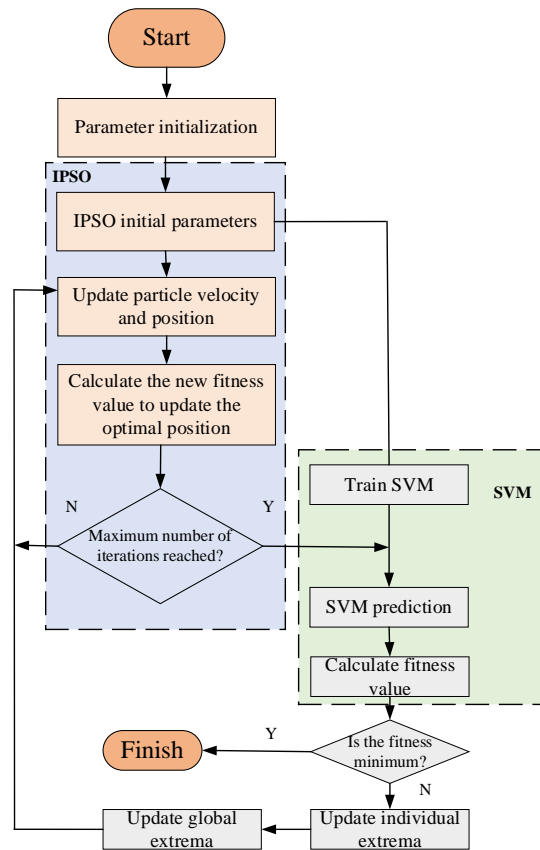 Start
Parameter initialization
IPSO
IPSO initial parameters
Update particle velocity
and position
Calculate the new fitness
value to update the
optimal position
N
Y
Maximum number of
iterations reached?
Train SVM
SVM
SVM prediction
Calculate fitness
value
Is the fitness
minimum?
Y
Finish
N
Update individual
extrema
Update global
extrema